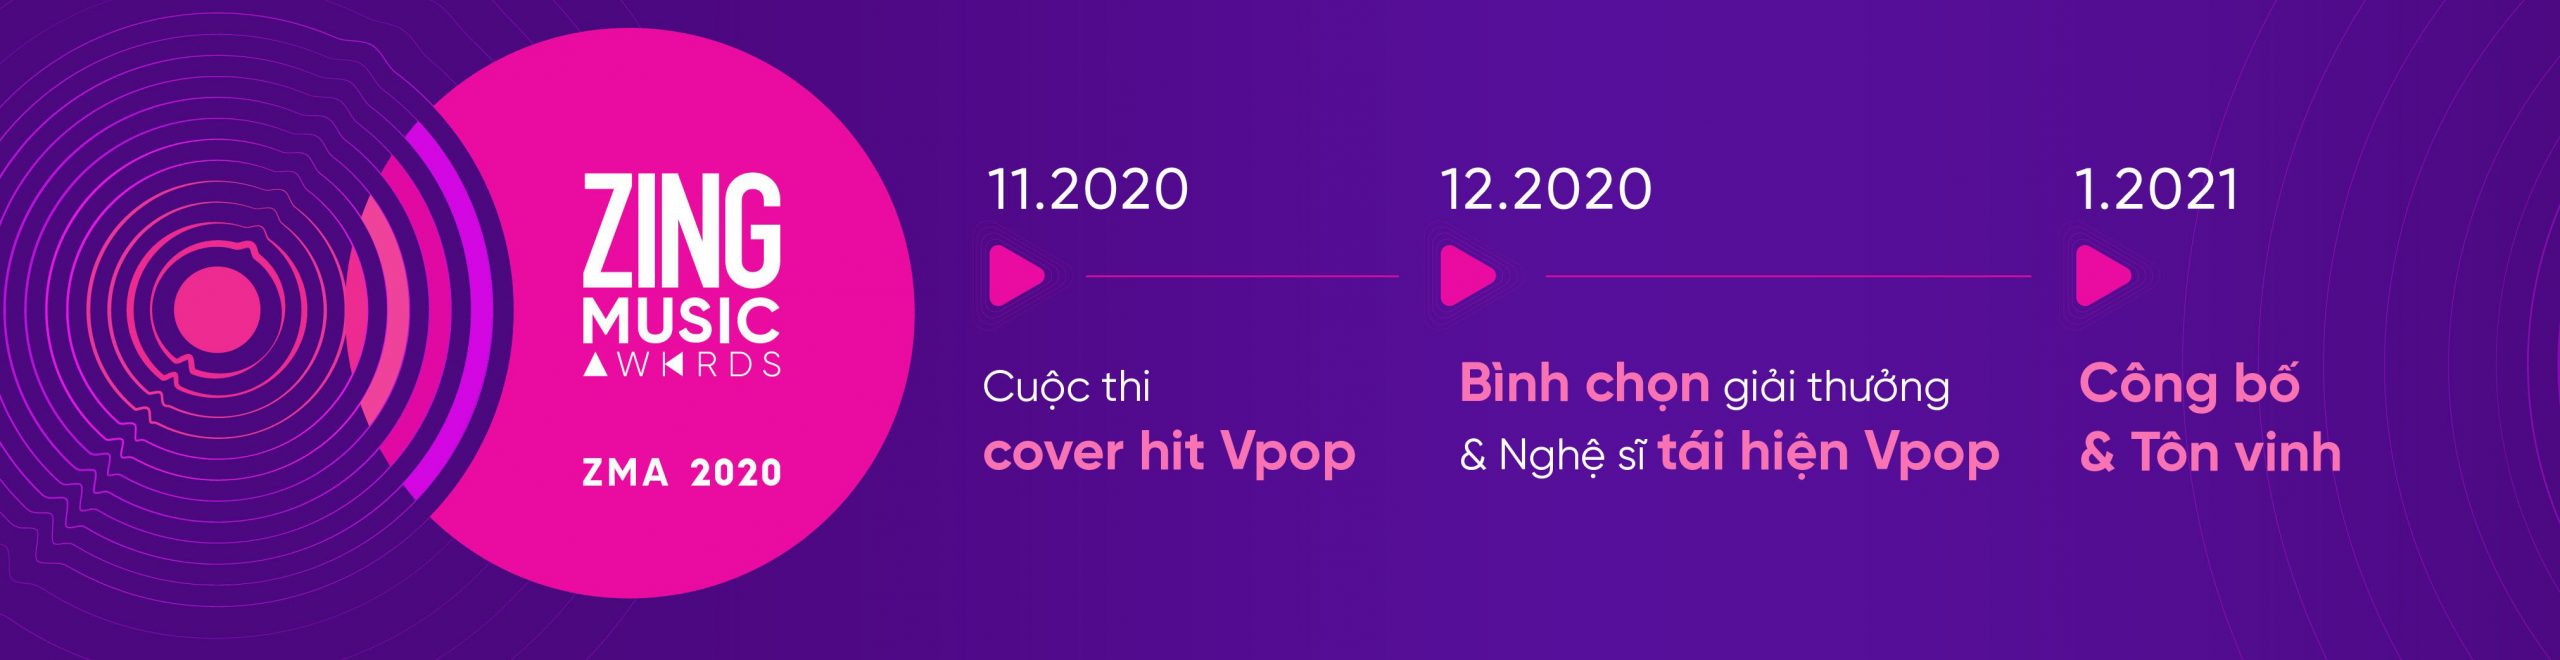 ZING
MUSIC
AWARDS
ZMA 2020
11.2020
Cuộc thi
cover hit Vpop
12.2020
Bình chọn giải thưởng
& Nghệ sĩ tái hiện Vpop
1.2021
Công bố
& Tôn vinh